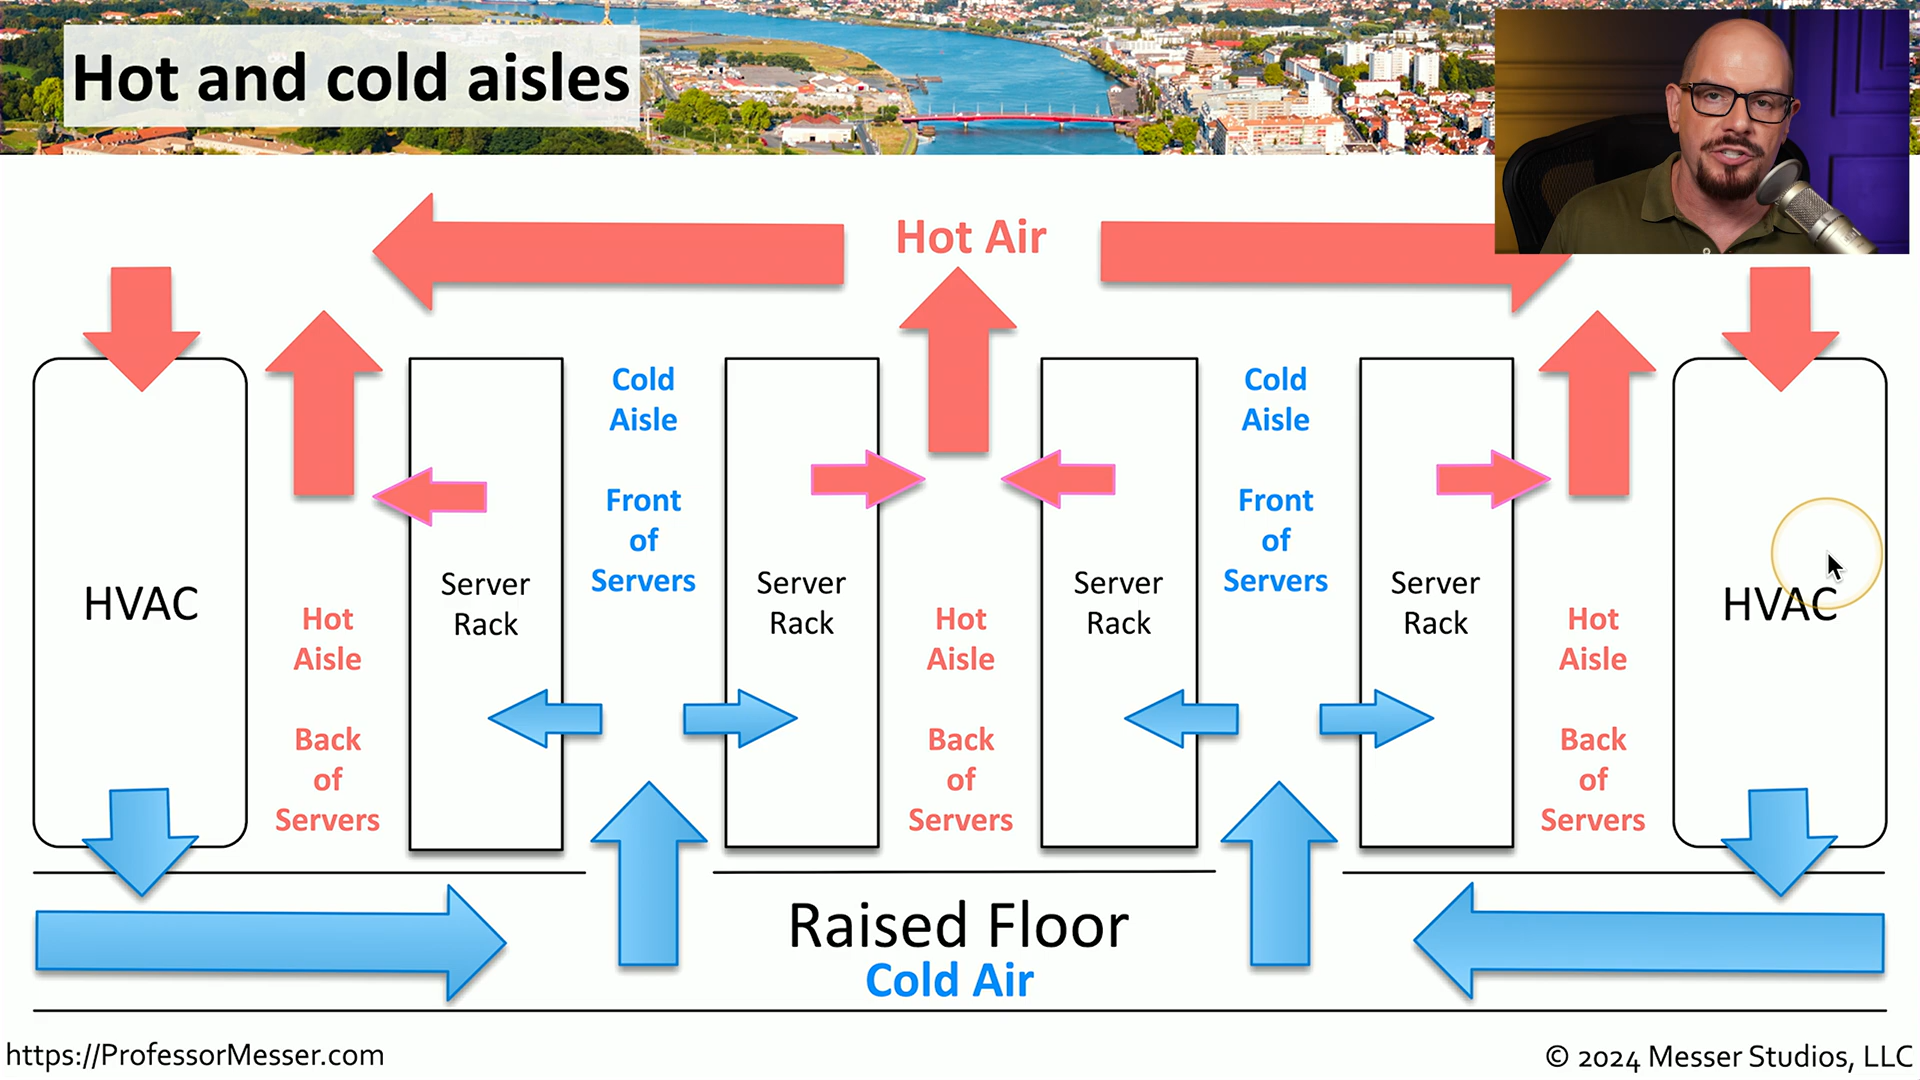 Hot and cold aisles
Hot Air
Cold
Aisle
Front
of
Servers
Cold
Aisle
Front
of
Servers
HVAC
Server
Rack
Server
Rack
Server
Rack
Server
Rack
HVAC
Hot
Aisle
Back
of
Servers
Hot
Aisle
Back
of
Servers
Hot
Aisle
Back
of
Servers
Raised Floor
Cold Air
https://ProfessorMesser.com
© 2024 Messer Studios, LLC